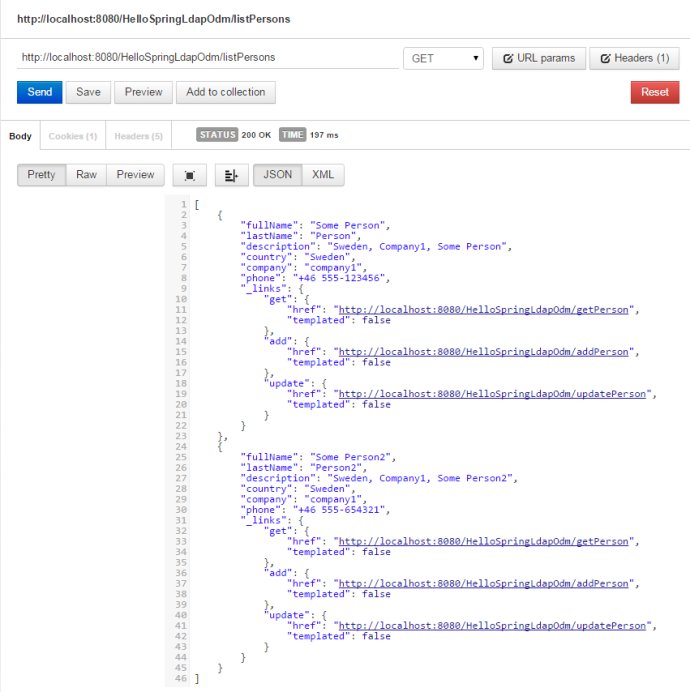 http://localhost:8080/HelloSpringLdapOdm/listPersons
http://localhost:8080/HelloSpringLdapOdm/listPersons GET URL params Headers (1)
Send Save Preview Add to collection Reset
Body Cookies (1) Headers (5) STATUS 200 OK TIME 197 ms
Pretty Raw Preview JSON XML
1 [
2 {
3 "fullName": "Some Person",
4 "lastName": "Person",
5 "description": "Sweden, Company1, Some Person",
6 "country": "Sweden",
7 "company": "company1",
8 "phone": "+46 555-123456",
9 "_links": {
10 "get": {
11 "href": "http://localhost:8080/HelloSpringLdapOdm/getPerson",
12 "templated": false
13 },
14 "add": {
15 "href": "http://localhost:8080/HelloSpringLdapOdm/addPerson",
16 "templated": false
17 },
18 "update": {
19 "href": "http://localhost:8080/HelloSpringLdapOdm/updatePerson",
20 "templated": false
21 }
22 }
23 },
24 {
25 "fullName": "Some Person2",
26 "lastName": "Person2",
27 "description": "Sweden, Company1, Some Person2",
28 "country": "Sweden",
29 "company": "company1",
30 "phone": "+46 555-654321",
31 "_links": {
32 "get": {
33 "href": "http://localhost:8080/HelloSpringLdapOdm/getPerson",
34 "templated": false
35 },
36 "add": {
37 "href": "http://localhost:8080/HelloSpringLdapOdm/addPerson",
38 "templated": false
39 },
40 "update": {
41 "href": "http://localhost:8080/HelloSpringLdapOdm/updatePerson",
42 "templated": false
43 }
44 }
45 }
46 ]